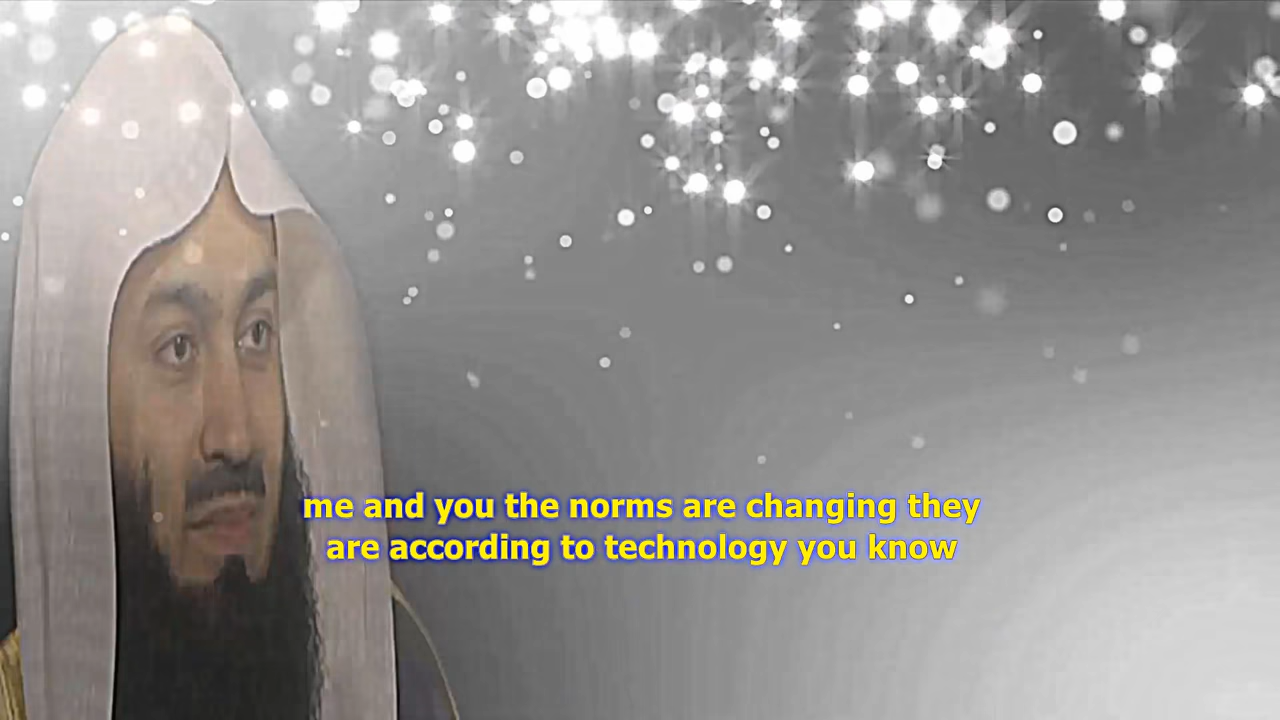 me and you the norms are changing they
are according to technology you know